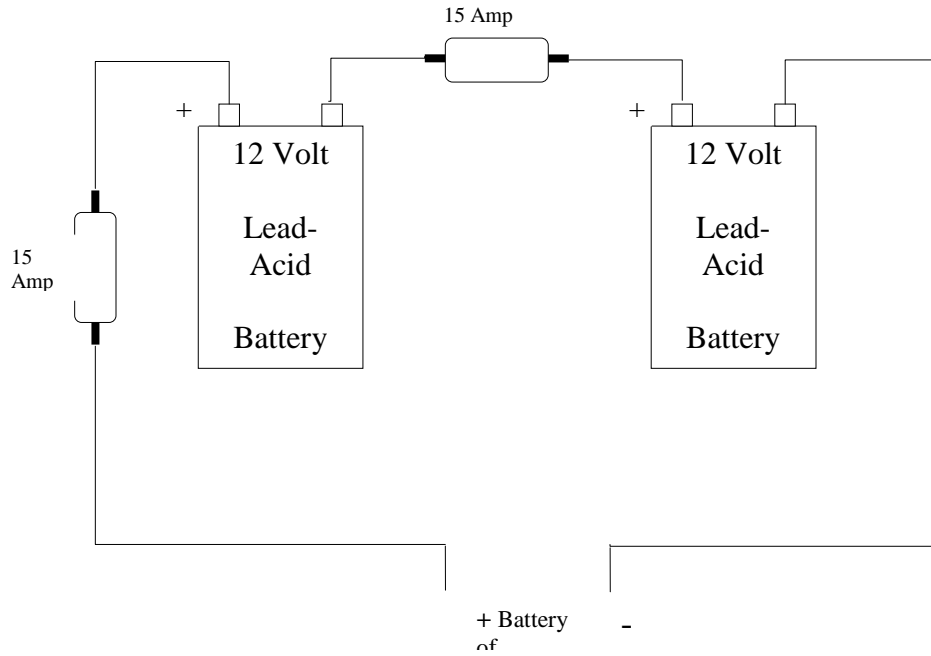 15 Amp
+
12 Volt
Lead-
Acid
Battery
+
12 Volt
Lead-
Acid
Battery
15
Amp
+ Battery
of
-